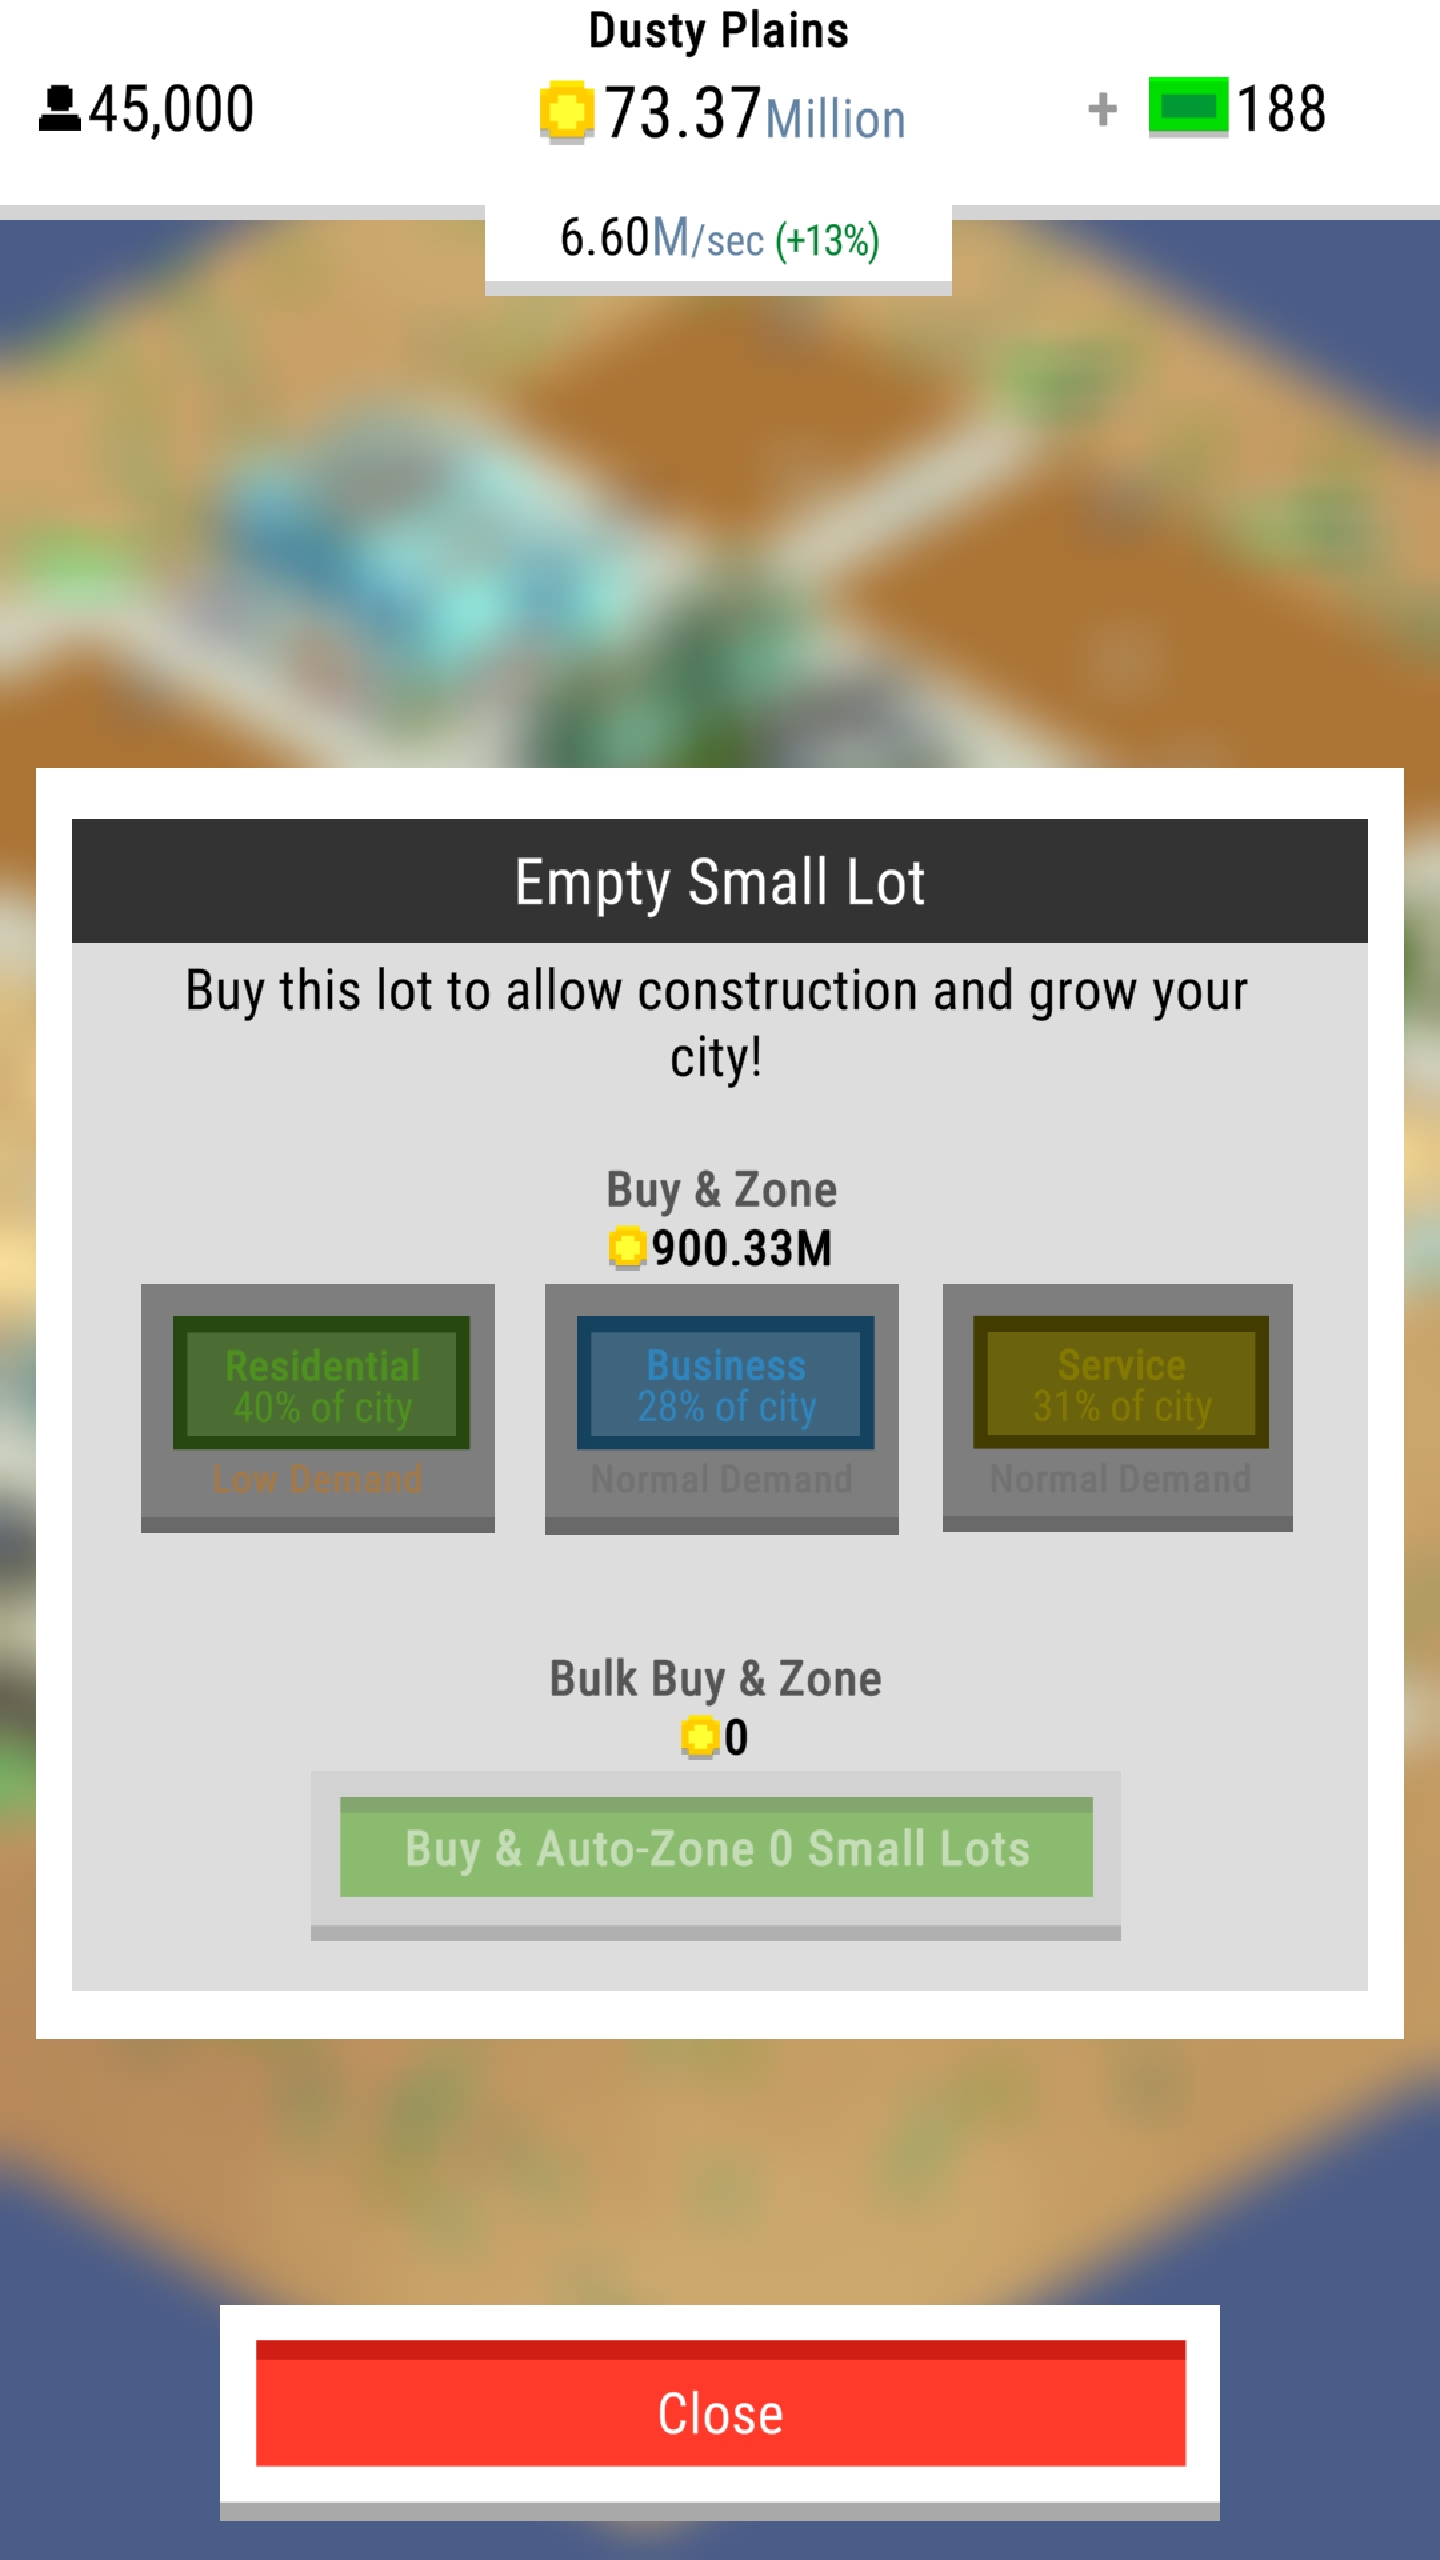 Dusty Plains
45,000
73.37Million
+ 188
6.60M/sec (+13%)
Empty Small Lot
Buy this lot to allow construction and grow your
city!
Buy & Zone
900.33M
Residential
40% of city
Low Demand
Business
28% of city
Normal Demand
Service
31% of city
Normal Demand
Bulk Buy & Zone
0
Buy & Auto-Zone 0 Small Lots
Close